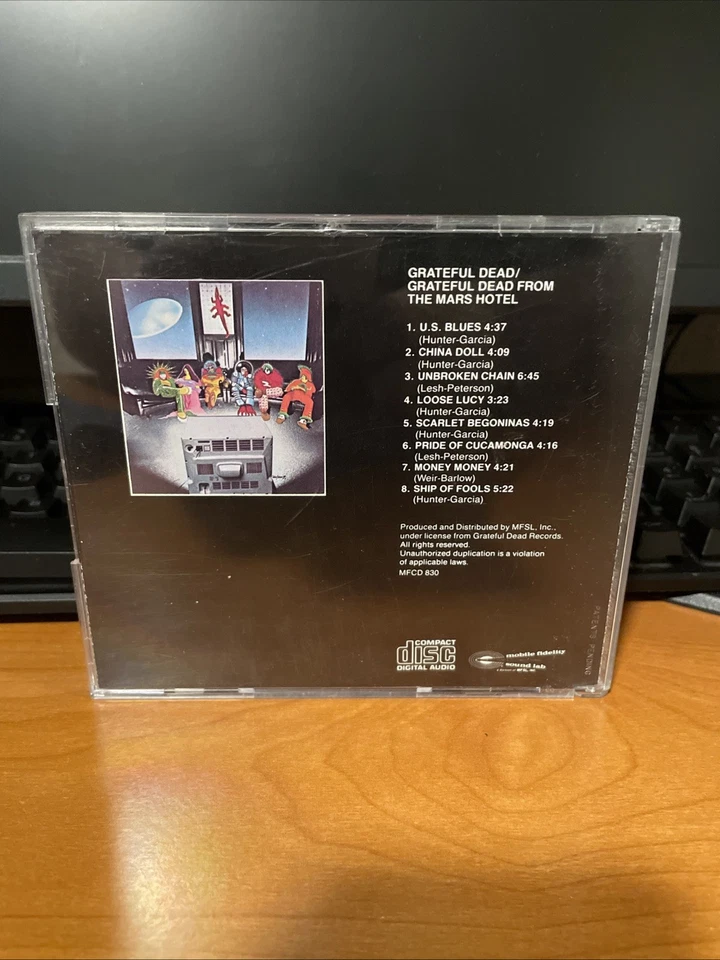 GRATEFUL DEAD/
GRATEFUL DEAD FROM
THE MARS HOTEL
1. U.S. BLUES 4:37
(Hunter-Garcia)
2. CHINA DOLL 4:09
(Hunter-Garcia)
3. UNBROKEN CHAIN 6:45
(Lesh-Peterson)
4. LOOSE LUCY 3:23
(Hunter-Garcia)
5. SCARLET BEGONINAS 4:19
(Hunter-Garcia)
6. PRIDE OF CUCAMONGA 4:16
(Lesh-Peterson)
7. MONEY MONEY 4:21
(Weir-Barlow)
8. SHIP OF FOOLS 5:22
(Hunter-Garcia)
Produced and Distributed by MFSL, Inc.,
under license from Grateful Dead Records.
All rights reserved.
Unauthorized duplication is a violation
of applicable laws.
MFCD 830
COMPACT
disc
DIGITAL AUDIO
mobile fidelity
sound lab
PATENTS PENDING